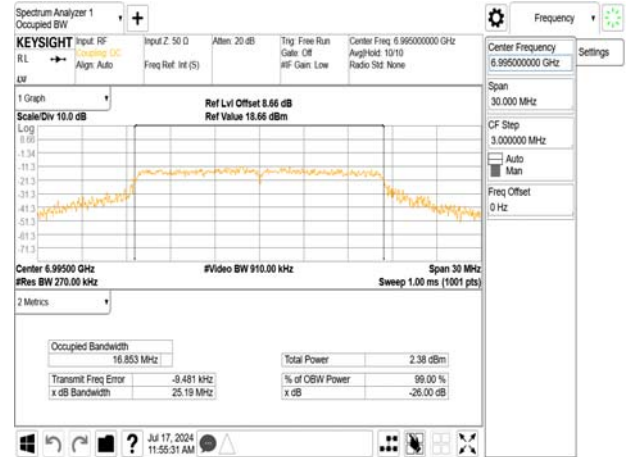 Spectrum Analyzer 1
Occupied BW
Frequency
KEYSIGHT
Input: RF
Input Z: 50 Ω
Atten: 20 dB
Trig: Free Run
Center Freq: 6.995000000 GHz
RL
Coupling: DC
Gate: Off
Avg|Hold: 10/10
Align: Auto
Freq Ref: Int (S)
#IF Gain: Low
Radio Std: None
Center Frequency
6.995000000 GHz
Settings
Span
30.000 MHz
CF Step
3.000000 MHz
Auto
Man
Freq Offset
0 Hz
1 Graph
Ref Lvl Offset 8.66 dB
Scale/Div 10.0 dB
Ref Value 18.66 dBm
Log
8.66
-1.34
-11.3
-21.3
-31.3
-41.3
-51.3
-61.3
-71.3
Center 6.99500 GHz
#Video BW 910.00 kHz
Span 30 MHz
#Res BW 270.00 kHz
Sweep 1.00 ms (1001 pts)
2 Metrics
Occupied Bandwidth
16.853 MHz
Total Power 2.38 dBm
Transmit Freq Error -9.481 kHz
% of OBW Power 99.00 %
x dB Bandwidth 25.19 MHz
x dB -26.00 dB
?
Jul 17, 2024
11:55:31 AM